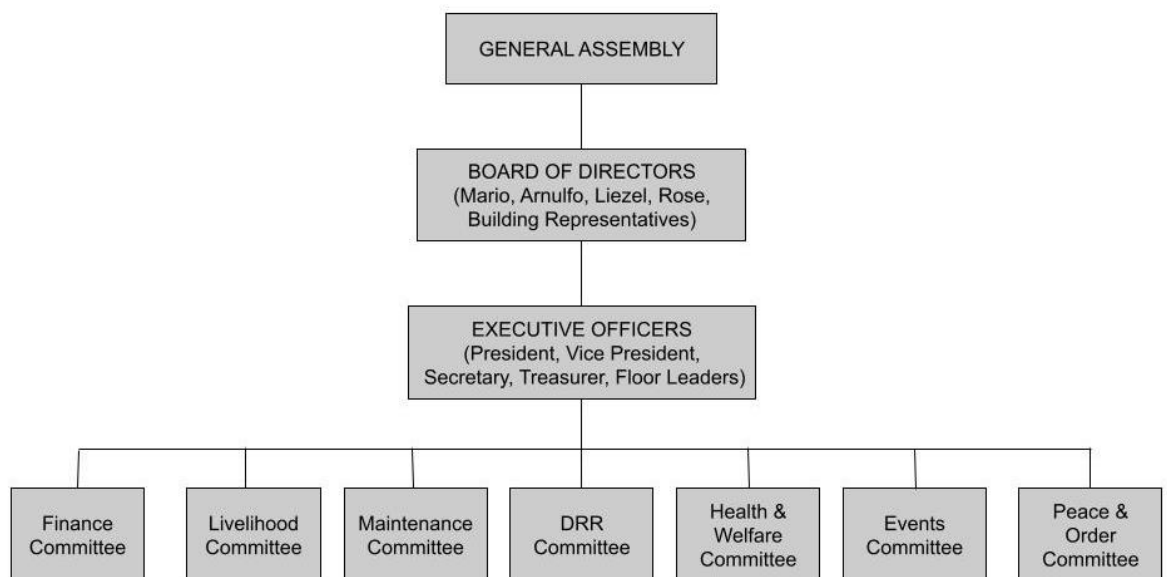 GENERAL ASSEMBLY
BOARD OF DIRECTORS
(Mario, Arnulfo, Liezel, Rose,
Building Representatives)
EXECUTIVE OFFICERS
(President, Vice President,
Secretary, Treasurer, Floor Leaders)
Finance
Committee
Livelihood
Committee
Maintenance
Committee
DRR
Committee
Health &
Welfare
Committee
Events
Committee
Peace &
Order
Committee